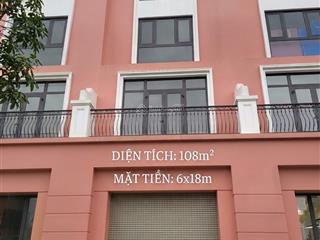 DIỆN TÍCH: 108m²
MẶT TIỀN: 6x18m